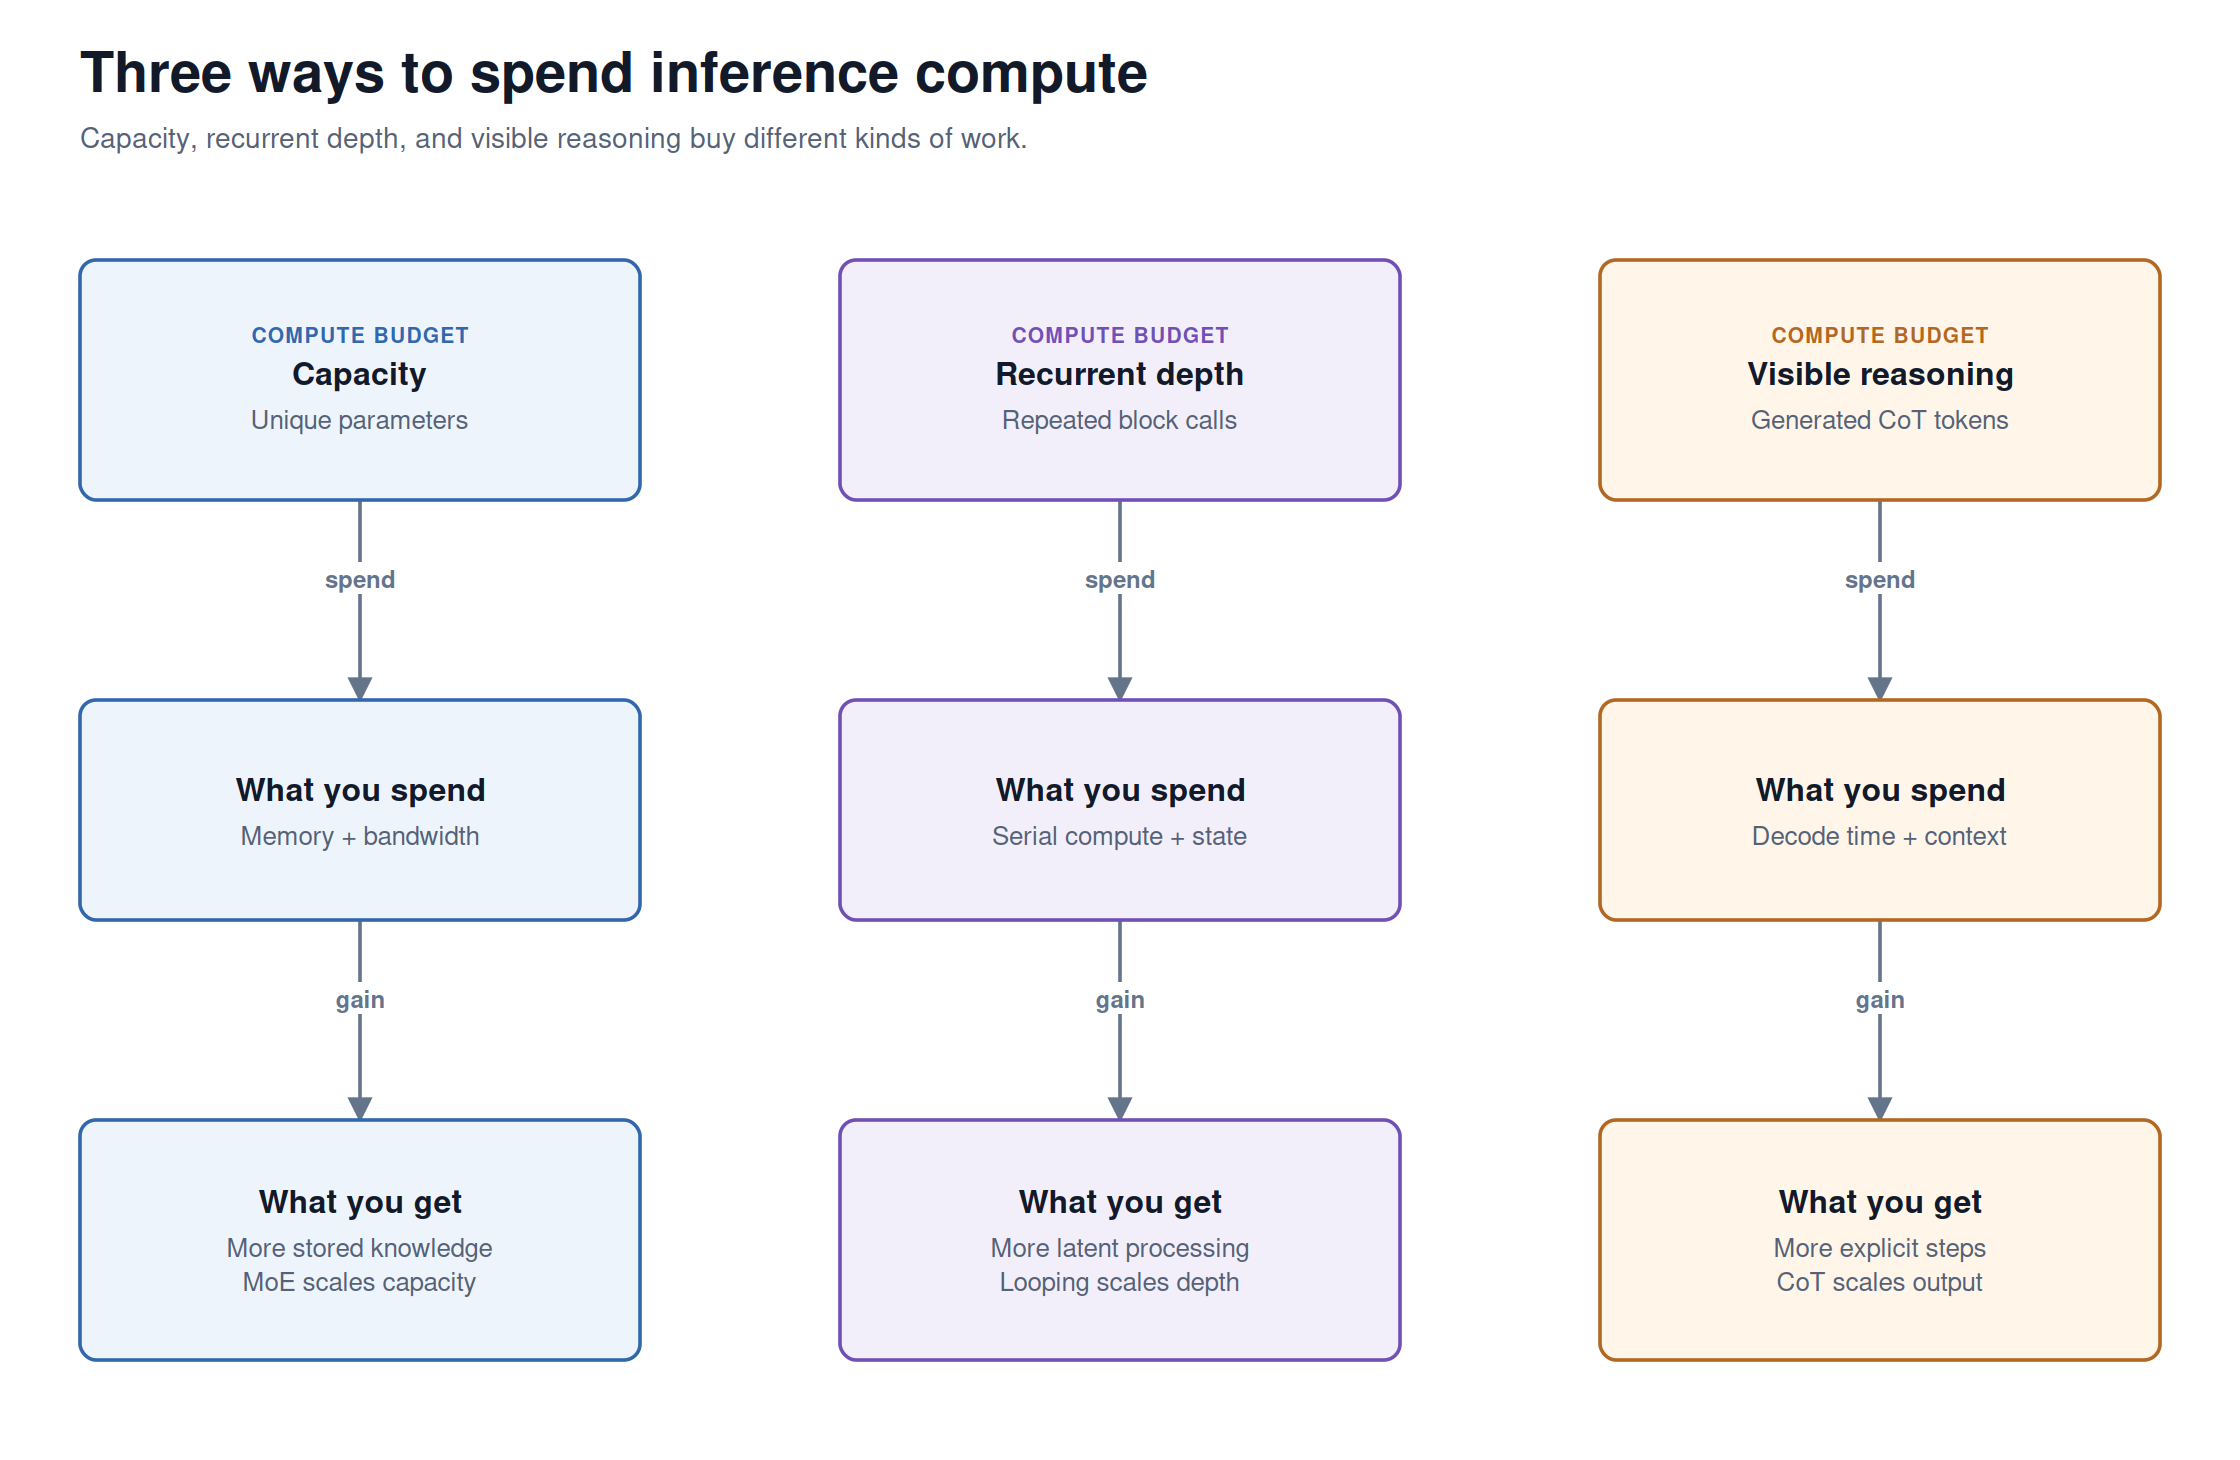 Three ways to spend inference compute
Capacity, recurrent depth, and visible reasoning buy different kinds of work.
COMPUTE BUDGET
Capacity
Unique parameters
spend
What you spend
Memory + bandwidth
gain
What you get
More stored knowledge
MoE scales capacity
COMPUTE BUDGET
Recurrent depth
Repeated block calls
spend
What you spend
Serial compute + state
gain
What you get
More latent processing
Looping scales depth
COMPUTE BUDGET
Visible reasoning
Generated CoT tokens
spend
What you spend
Decode time + context
gain
What you get
More explicit steps
CoT scales output